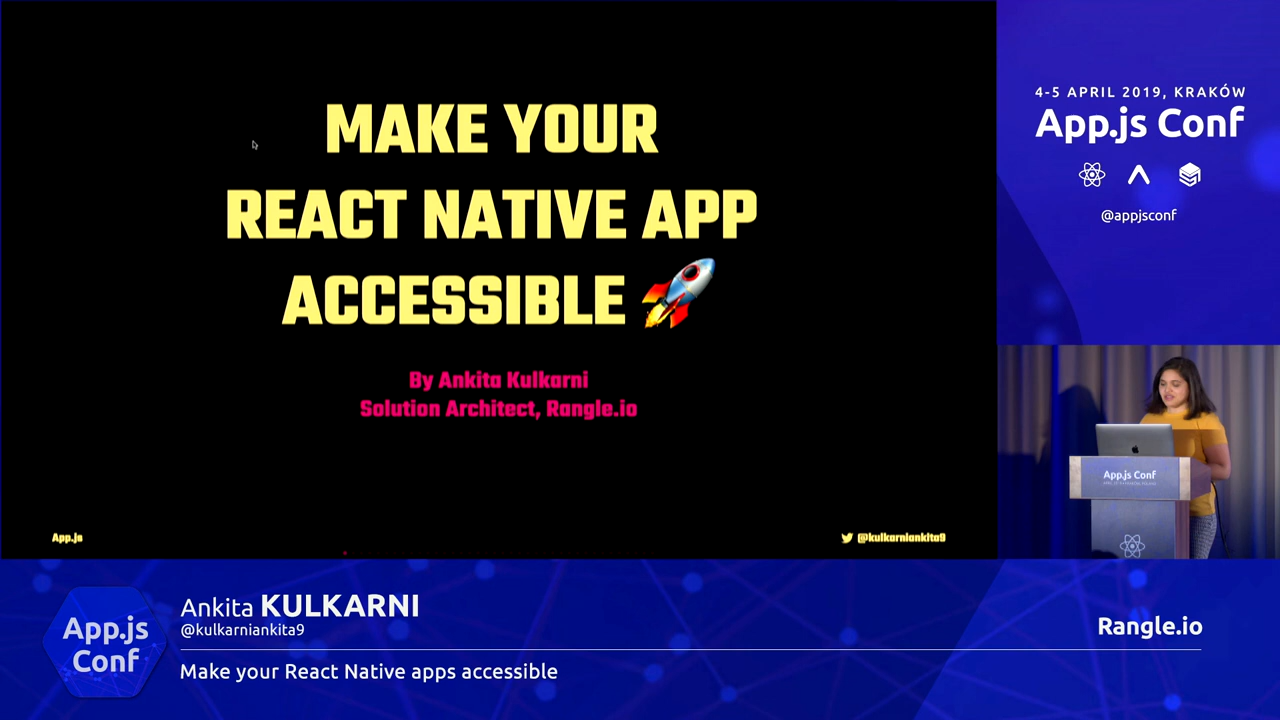 MAKE YOUR
REACT NATIVE APP
ACCESSIBLE 🚀
By Ankita Kulkarni
Solution Architect, Rangle.io
App.js
@kulkarniankita9
4-5 APRIL 2019, KRAKÓW
App.js Conf
@appjsconf
App.js Conf
App.js
Conf
Ankita KULKARNI
@kulkarniankita9
Make your React Native apps accessible
Rangle.io